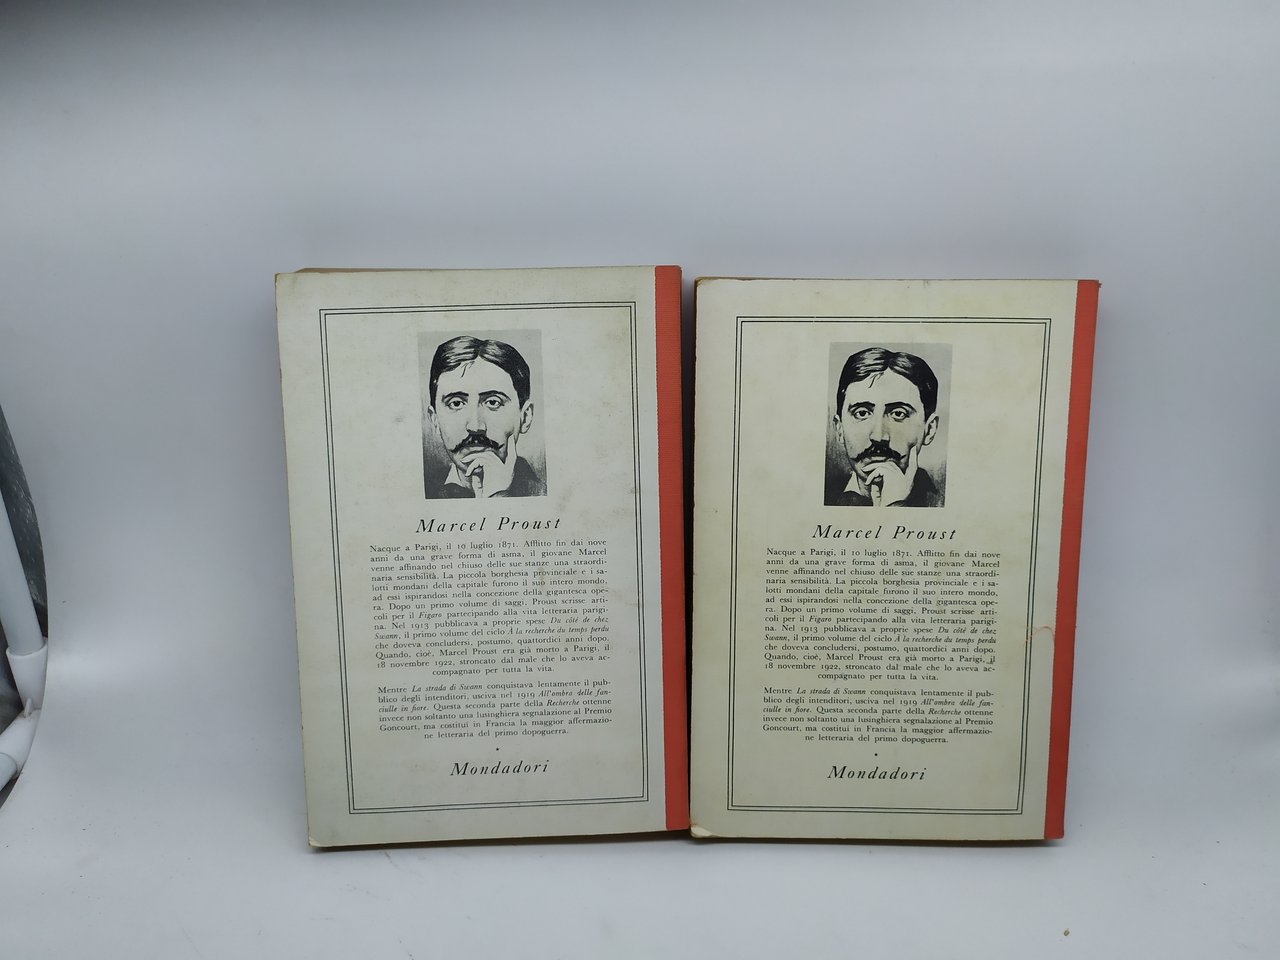 Marcel Proust
Nacque a Parigi, il 10 luglio 1871. Afflitto fin dai nove
anni da una grave forma di asma, il giovane Marcel
venne affinando nel chiuso delle sue stanze una straordi-
naria sensibilità. La piccola borghesia provinciale e i sa-
lotti mondani della capitale furono il suo intero mondo,
ad essi ispirandosi nella concezione della gigantesca ope-
ra. Dopo un primo volume di saggi, Proust scrisse arti-
coli per il Figaro partecipando alla vita letteraria parigi-
na. Nel 1913 pubblicava a proprie spese Du côté de chez
Swann, il primo volume del ciclo A la recherche du temps perdu
che doveva concludersi, postumo, quattordici anni dopo.
Quando, cioè, Marcel Proust era già morto a Parigi, il
18 novembre 1922, stroncato dal male che lo aveva ac-
compagnato per tutta la vita.
Mentre La strada di Swann conquistava lentamente il pub-
blico degli intenditori, usciva nel 1919 All'ombra delle fan-
ciulle in fiore. Questa seconda parte della Recherche ottenne
invece non soltanto una lusinghiera segnalazione al Premio
Goncourt, ma costituì in Francia la maggior affermazio-
ne letteraria del primo dopoguerra.
Mondadori
Marcel Proust
Nacque a Parigi, il 10 luglio 1871. Afflitto fin dai nove
anni da una grave forma di asma, il giovane Marcel
venne affinando nel chiuso delle sue stanze una straordi-
naria sensibilità. La piccola borghesia provinciale e i sa-
lotti mondani della capitale furono il suo intero mondo,
ad essi ispirandosi nella concezione della gigantesca ope-
ra. Dopo un primo volume di saggi, Proust scrisse arti-
coli per il Figaro partecipando alla vita letteraria parigi-
na. Nel 1913 pubblicava a proprie spese Du côté de chez
Swann, il primo volume del ciclo A la recherche du temps perdu
che doveva concludersi, postumo, quattordici anni dopo.
Quando, cioè, Marcel Proust era già morto a Parigi, il
18 novembre 1922, stroncato dal male che lo aveva ac-
compagnato per tutta la vita.
Mentre La strada di Swann conquistava lentamente il pub-
blico degli intenditori, usciva nel 1919 All'ombra delle fan-
ciulle in fiore. Questa seconda parte della Recherche ottenne
invece non soltanto una lusinghiera segnalazione al Premio
Goncourt, ma costituì in Francia la maggior affermazio-
ne letteraria del primo dopoguerra.
Mondadori